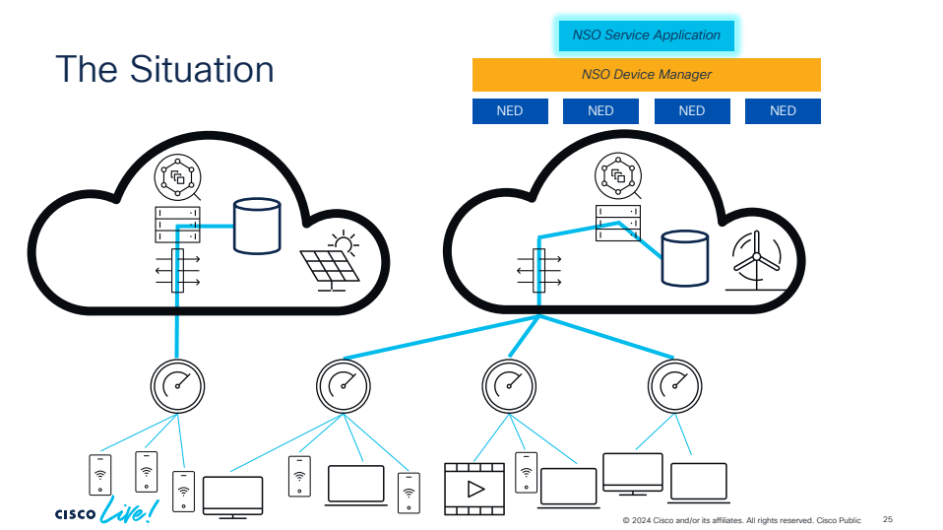 NSO Service Application
The Situation
NSO Device Manager
NED NED NED NED
CISCO Live!
© 2024 Cisco and/or its affiliates. All rights reserved. Cisco Public 25